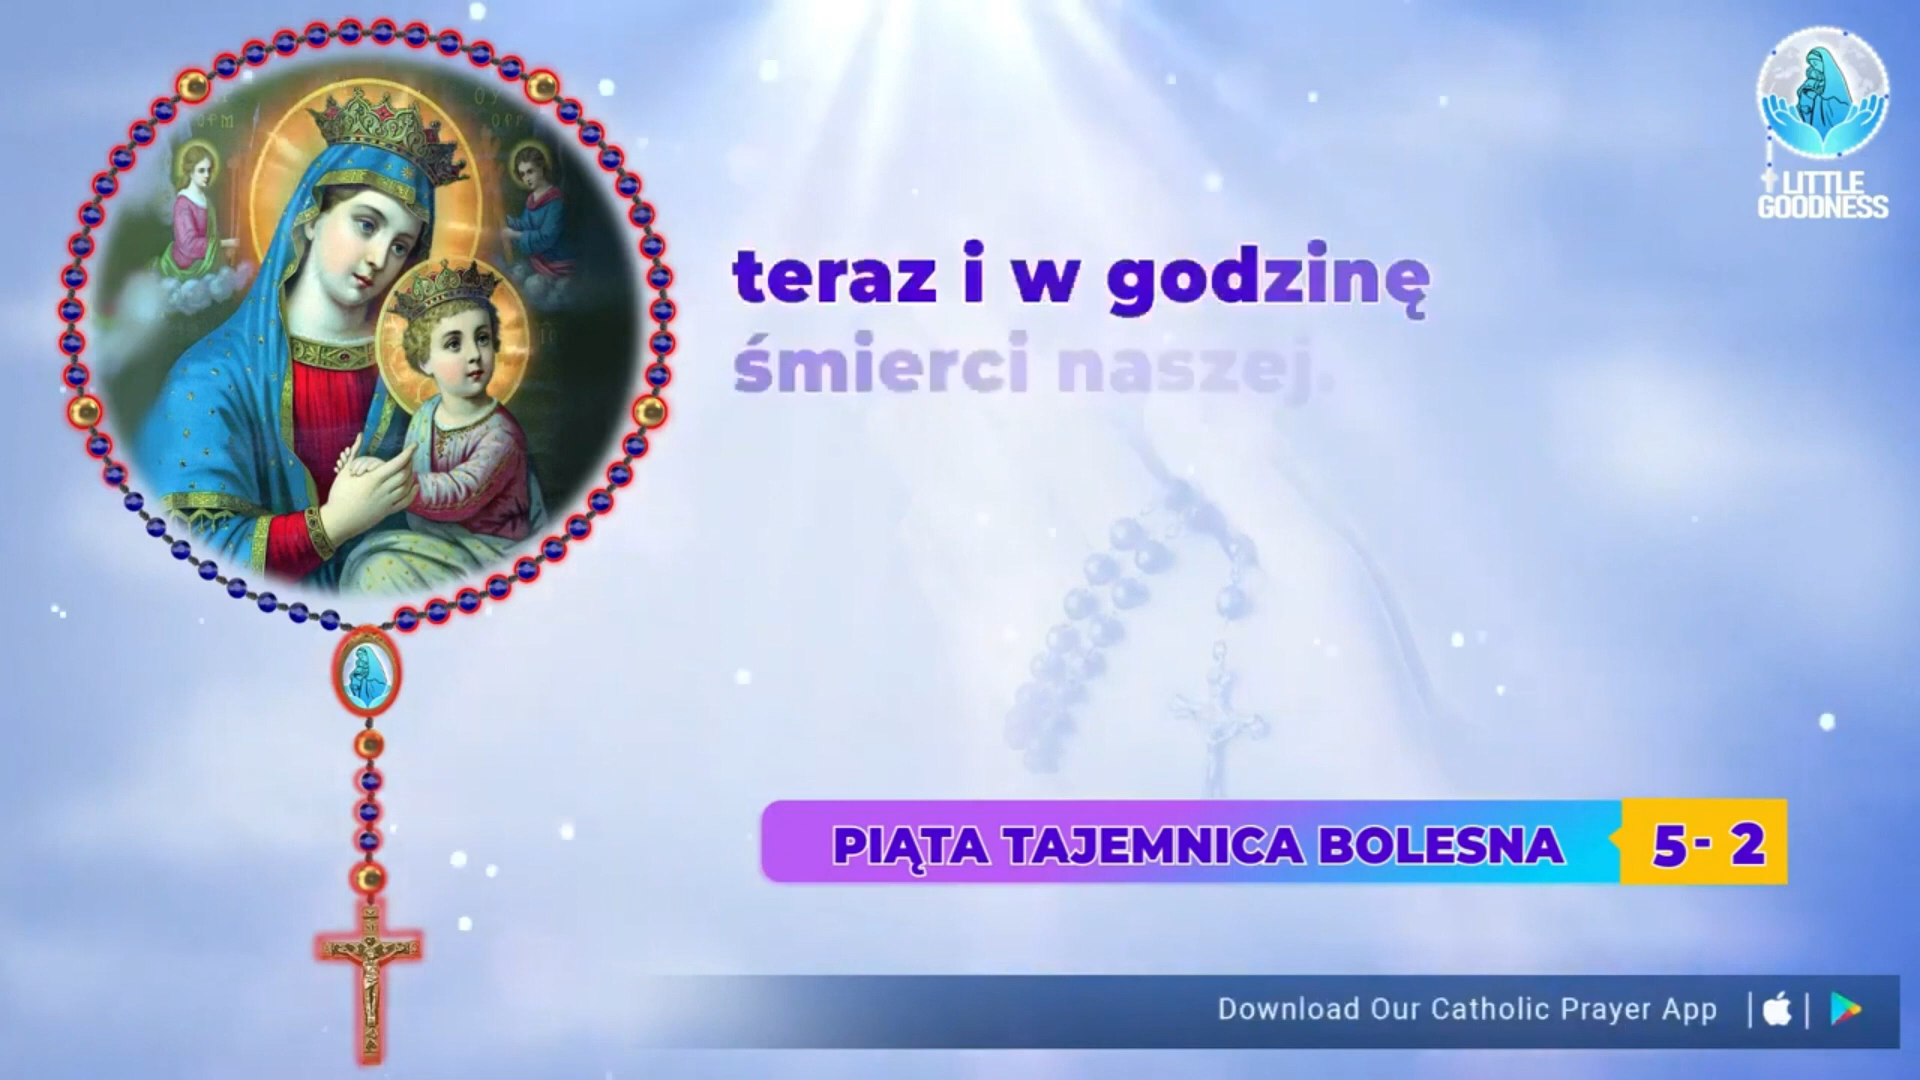 LITTLE
GOODNESS
teraz i w godzinę
śmierci naszej.
PIĄTA TAJEMNICA BOLESNA 5- 2
Download Our Catholic Prayer App